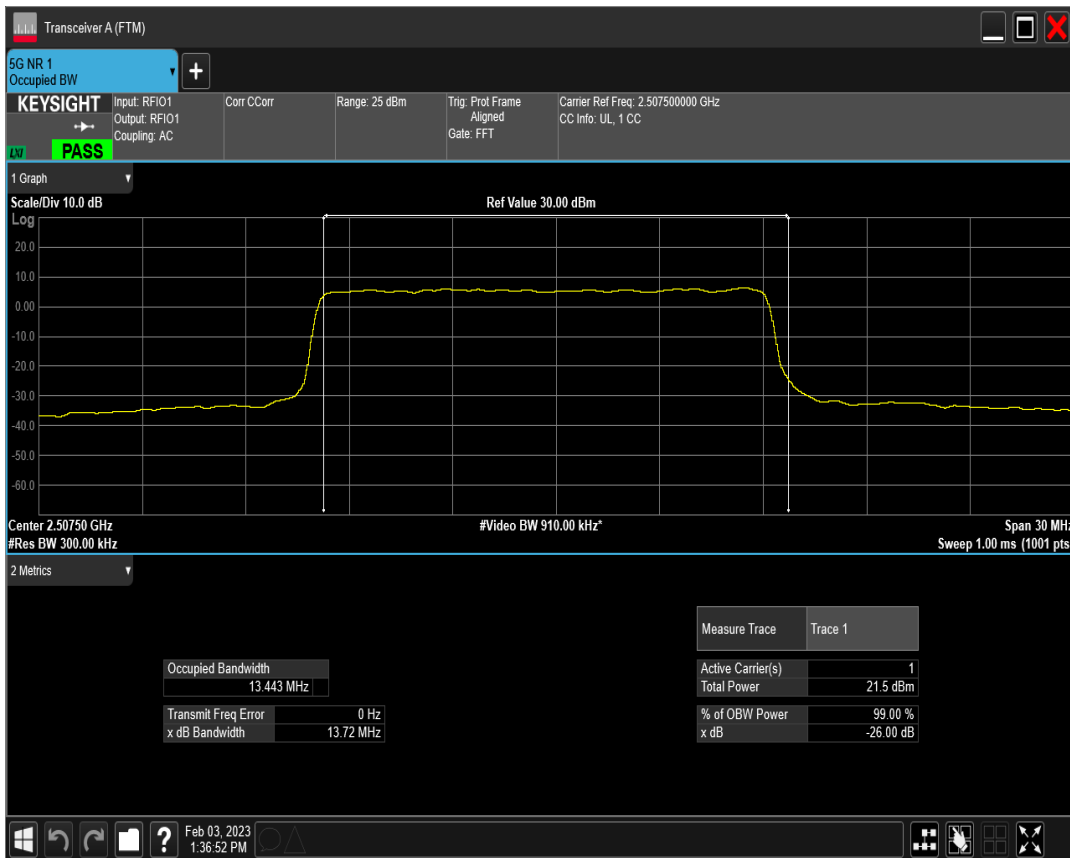 Transceiver A (FTM)
5G NR 1
Occupied BW
+
KEYSIGHT
LXI
PASS
Input: RFIO1
Output: RFIO1
Coupling: AC
Corr CCorr
Range: 25 dBm
Trig: Prot Frame
Aligned
Gate: FFT
Carrier Ref Freq: 2.507500000 GHz
CC Info: UL, 1 CC
1 Graph
Scale/Div 10.0 dB
Ref Value 30.00 dBm
Log
20.0
10.0
0.00
-10.0
-20.0
-30.0
-40.0
-50.0
-60.0
Center 2.50750 GHz
#Video BW 910.00 kHz*
Span 30 MHz
#Res BW 300.00 kHz
Sweep 1.00 ms (1001 pts
2 Metrics
Measure Trace Trace 1
Occupied Bandwidth
13.443 MHz
Active Carrier(s) 1
Total Power 21.5 dBm
Transmit Freq Error 0 Hz
x dB Bandwidth 13.72 MHz
% of OBW Power 99.00 %
x dB -26.00 dB
?
Feb 03, 2023
1:36:52 PM